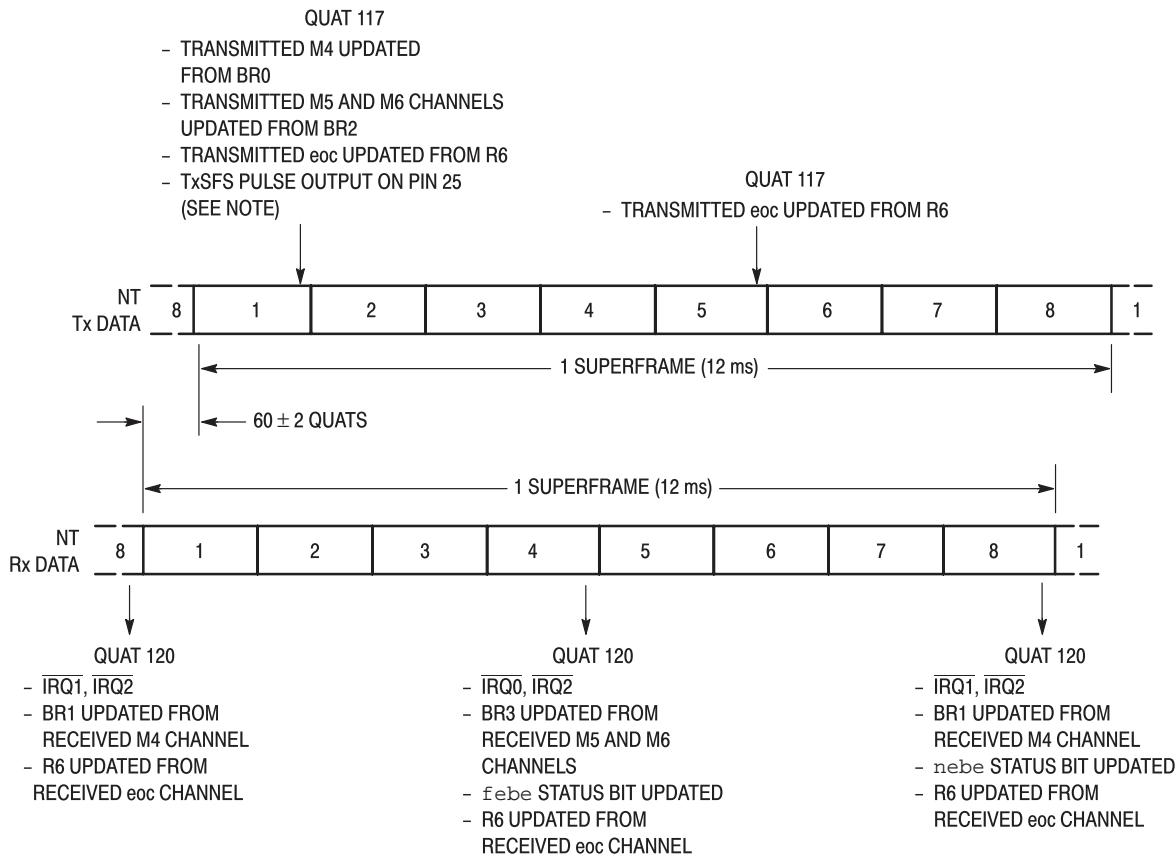 QUAT 117
– TRANSMITTED M4 UPDATED
FROM BR0
– TRANSMITTED M5 AND M6 CHANNELS
UPDATED FROM BR2
– TRANSMITTED eoc UPDATED FROM R6
– TxSFS PULSE OUTPUT ON PIN 25
(SEE NOTE)
QUAT 117
– TRANSMITTED eoc UPDATED FROM R6
NT
Tx DATA
8 1 2 3 4 5 6 7 8 1
1 SUPERFRAME (12 ms)
60 ± 2 QUATS
1 SUPERFRAME (12 ms)
NT
Rx DATA
8 1 2 3 4 5 6 7 8 1
QUAT 120
– I̅R̅Q̅1̅, I̅R̅Q̅2̅
– BR1 UPDATED FROM
RECEIVED M4 CHANNEL
– R6 UPDATED FROM
RECEIVED eoc CHANNEL
QUAT 120
– I̅R̅Q̅0̅, I̅R̅Q̅2̅
– BR3 UPDATED FROM
RECEIVED M5 AND M6
CHANNELS
– febe STATUS BIT UPDATED
– R6 UPDATED FROM
RECEIVED eoc CHANNEL
QUAT 120
– I̅R̅Q̅1̅, I̅R̅Q̅2̅
– BR1 UPDATED FROM
RECEIVED M4 CHANNEL
– nebe STATUS BIT UPDATED
– R6 UPDATED FROM
RECEIVED eoc CHANNEL